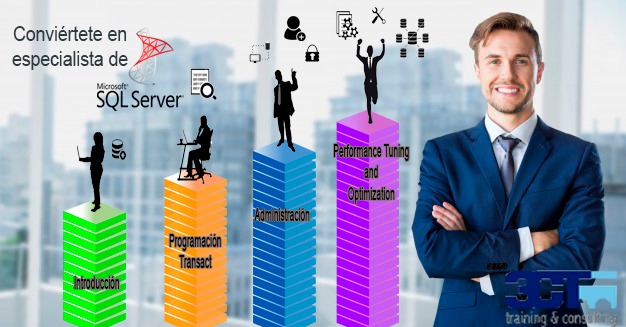 Conviértete en
especialista de
Microsoft
SQL Server
Performance Tuning
and
Optimization
Administración
Programación
Transact
Introducción
3CT
training & consulting